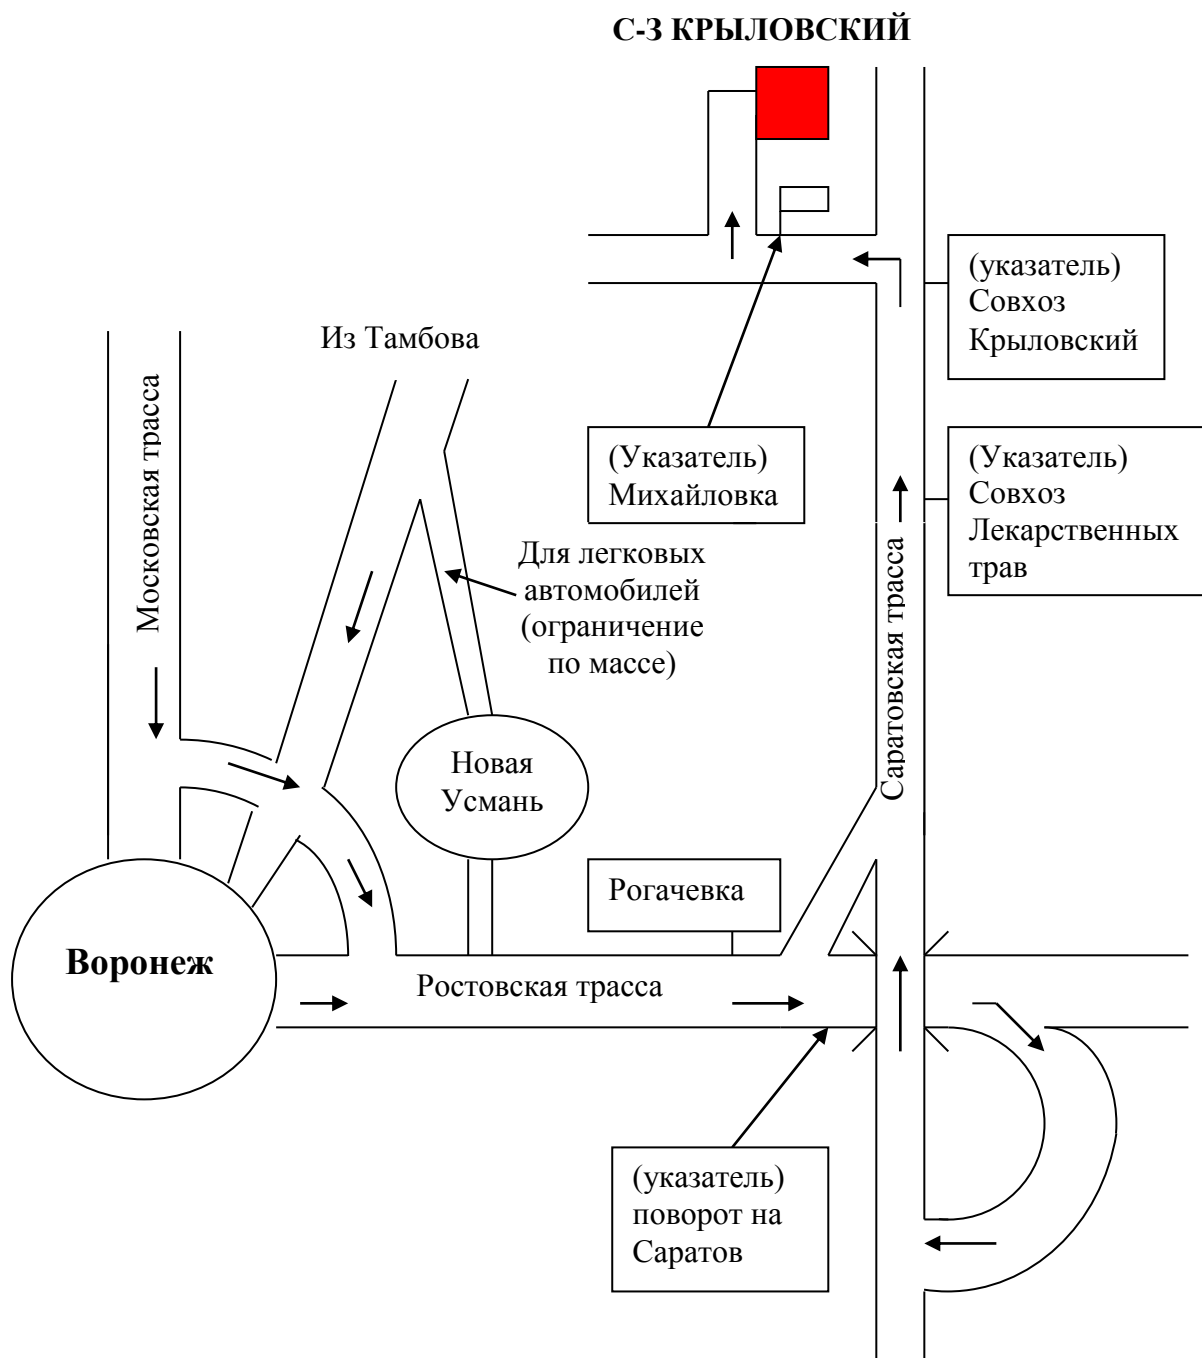 С-З КРЫЛОВСКИЙ
(указатель)
Совхоз
Крыловский
Из Тамбова
Московская трасса
(Указатель)
Михайловка
(Указатель)
Совхоз
Лекарственных
трав
Для легковых
автомобилей
(ограничение
по массе)
Саратовская трасса
Новая
Усмань
Рогачевка
Воронеж
Ростовская трасса
(указатель)
поворот на
Саратов